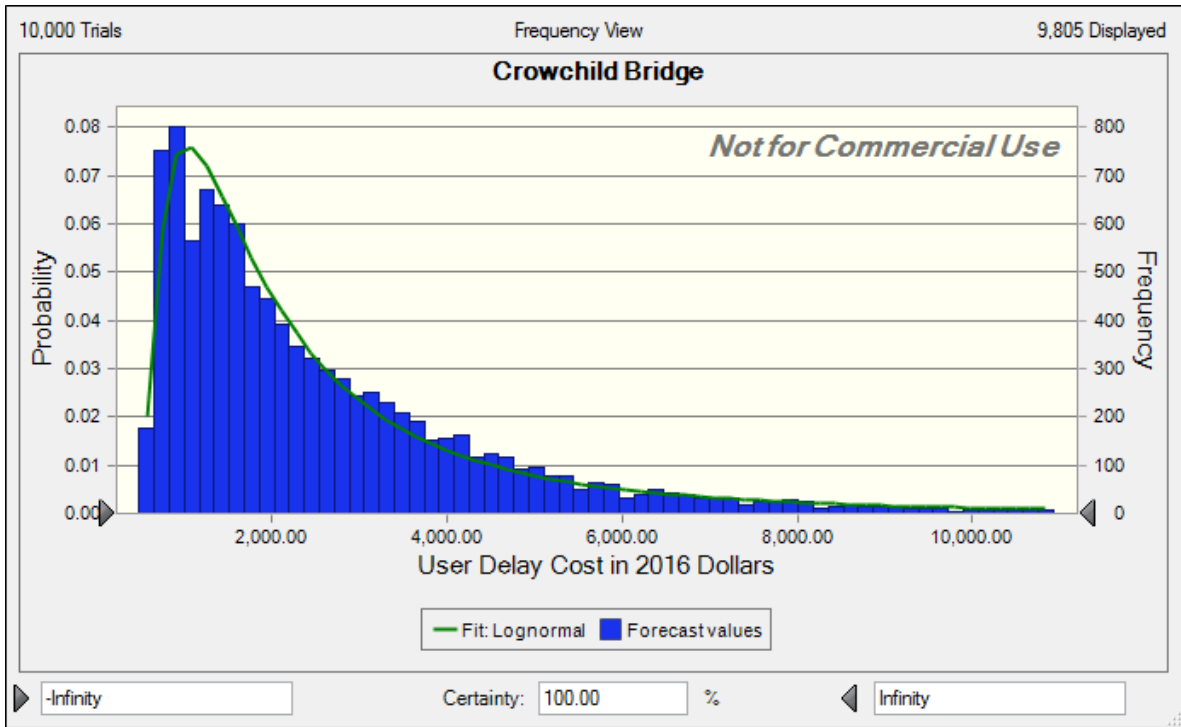 10,000 Trials
Frequency View
9,805 Displayed
Crowchild Bridge
Not for Commercial Use
Probability
0.08
0.07
0.06
0.05
0.04
0.03
0.02
0.01
0.00
800
700
600
500
400
300
200
100
0
Frequency
2,000.00 4,000.00 6,000.00 8,000.00 10,000.00
User Delay Cost in 2016 Dollars
Fit: Lognormal Forecast values
-Infinity Certainty: 100.00 % Infinity